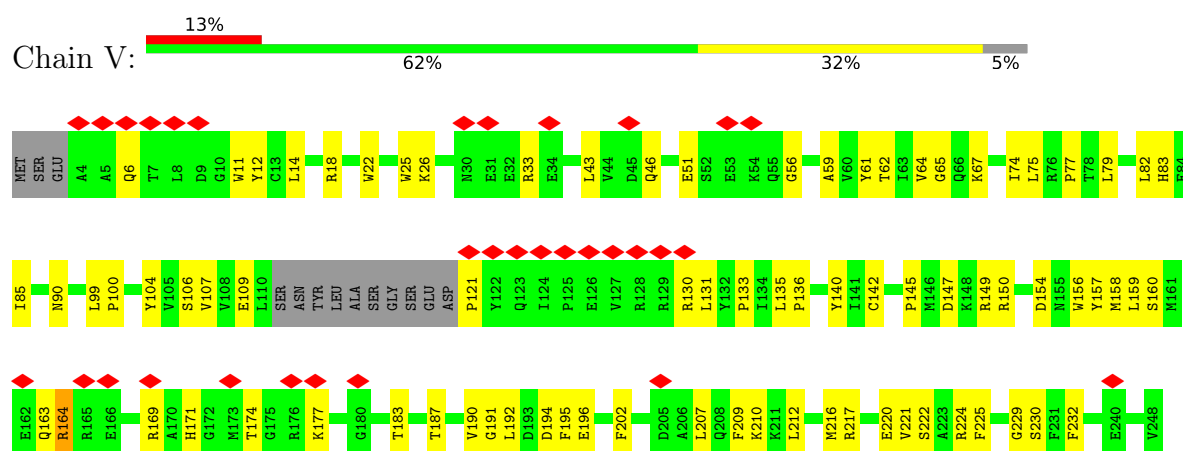 13%
Chain V:
62% 32% 5%
MET SER GLU A4 A5 Q6 T7 L8 D9 G10 W11 Y12 C13 L14 R18 W22 W25 K26 N30 E31 E32 R33 E34 L43 V44 D45 Q46 E51 S52 E53 K54 Q55 G56 A59 V60 Y61 T62 I63 V64 G65 Q66 K67 I74 L75 R76 P77 T78 L79 L82 H83 E84
I85 N90 L99 P100 Y104 V105 S106 V107 V108 E109 L110 SER ASN TYR LEU ALA SER GLY SER GLU ASP P121 Y122 Q123 I124 P125 E126 V127 R128 R129 R130 L131 Y132 P133 I134 L135 P136 Y140 I141 C142 P145 M146 D147 K148 R149 R150 D154 N155 W156 Y157 M158 L159 S160 M161
E162 Q163 R164 R165 E166 R169 A170 H171 G172 M173 T174 G175 R176 K177 G180 T183 T187 V190 G191 L192 D193 D194 F195 E196 F202 D205 A206 L207 Q208 F209 K210 K211 L212 M216 R217 E220 V221 S222 A223 R224 F225 G229 S230 F231 F232 E240 V248